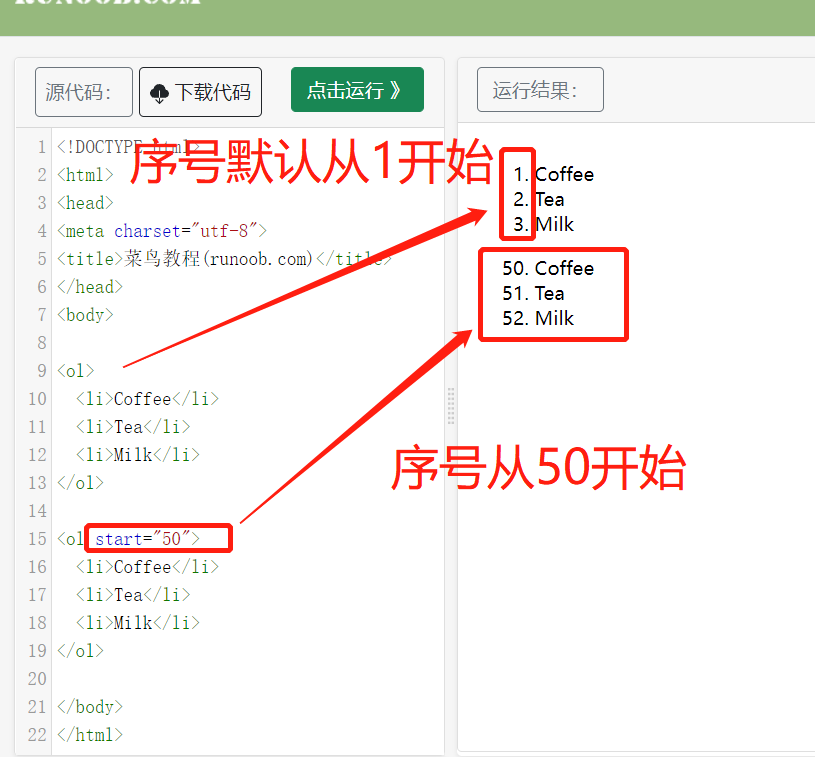 RUNOOB.COM
源代码：
下载代码
点击运行 》
运行结果：
序号默认从1开始
1 <!DOCTYPE html>
2 <html>
3 <head>
4 <meta charset="utf-8">
5 <title>菜鸟教程(runoob.com)</title>
6 </head>
7 <body>
8
9 <ol>
10 <li>Coffee</li>
11 <li>Tea</li>
12 <li>Milk</li>
13 </ol>
14
15 <ol start="50">
16 <li>Coffee</li>
17 <li>Tea</li>
18 <li>Milk</li>
19 </ol>
20
21 </body>
22 </html>
1. Coffee
2. Tea
3. Milk
50. Coffee
51. Tea
52. Milk
序号从50开始